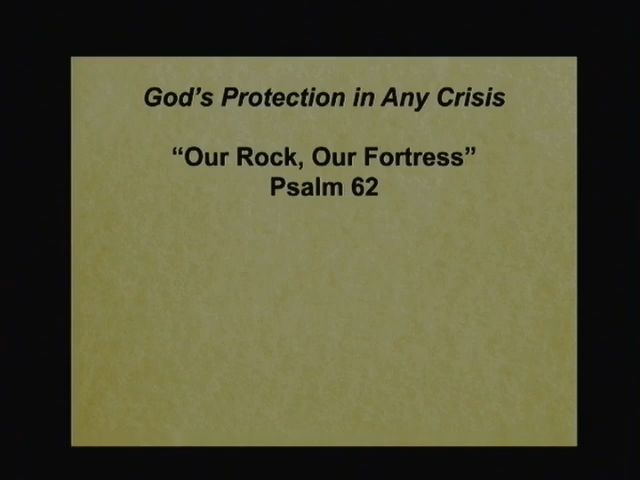 God’s Protection in Any Crisis
“Our Rock, Our Fortress”
Psalm 62